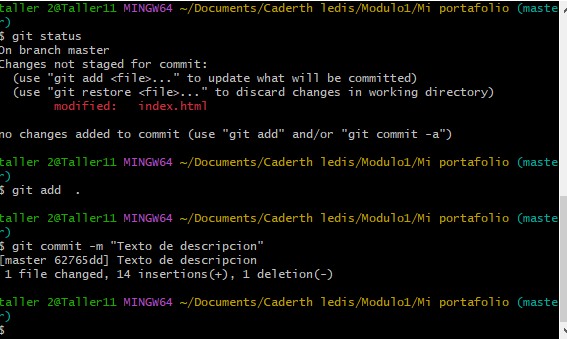 taller 2@Taller11 MINGW64 ~/Documents/Caderth ledis/Modulo1/Mi portafolio (maste
r)
$ git status
On branch master
Changes not staged for commit:
  (use "git add <file>..." to update what will be committed)
  (use "git restore <file>..." to discard changes in working directory)
        modified:   index.html

no changes added to commit (use "git add" and/or "git commit -a")

taller 2@Taller11 MINGW64 ~/Documents/Caderth ledis/Modulo1/Mi portafolio (maste
r)
$ git add  .

taller 2@Taller11 MINGW64 ~/Documents/Caderth ledis/Modulo1/Mi portafolio (maste
r)
$ git commit -m "Texto de descripcion"
[master 62765dd] Texto de descripcion
 1 file changed, 14 insertions(+), 1 deletion(-)

taller 2@Taller11 MINGW64 ~/Documents/Caderth ledis/Modulo1/Mi portafolio (maste
r)
$